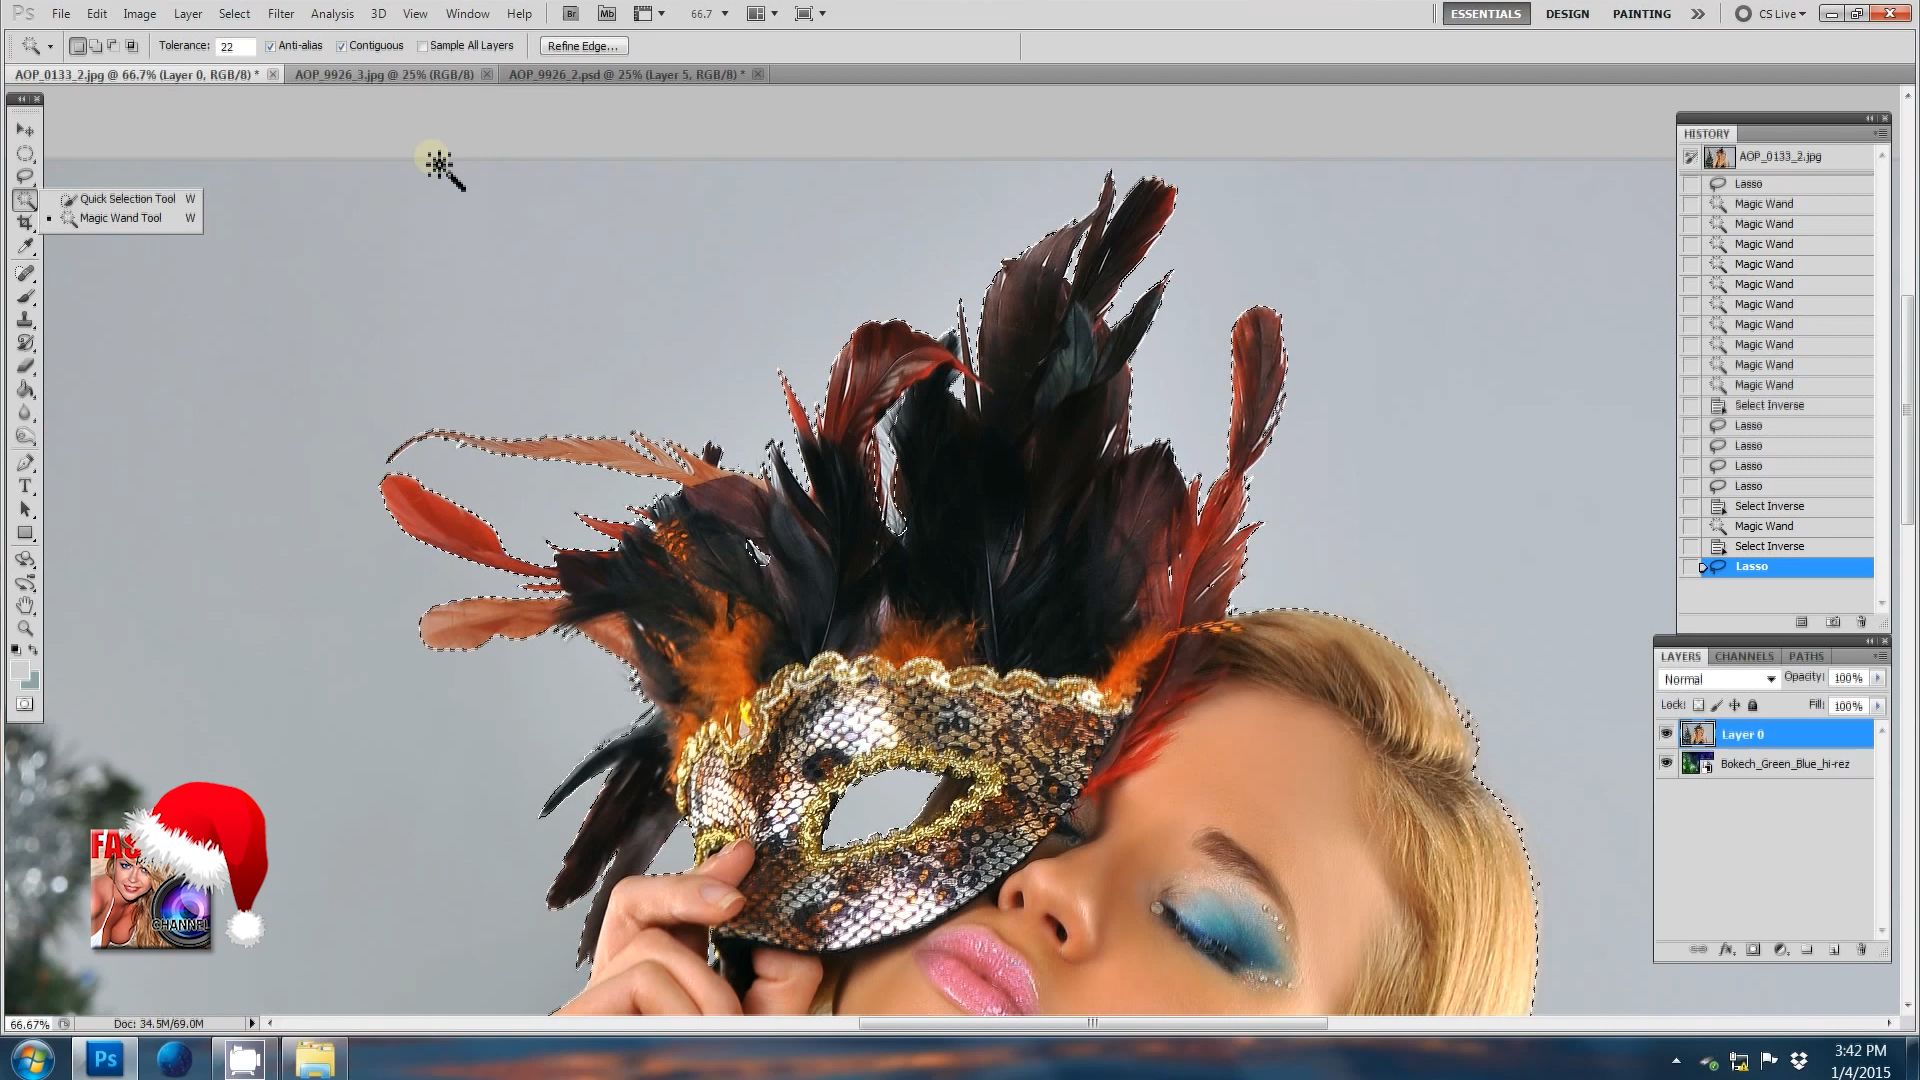 Ps File Edit Image Layer Select Filter Analysis 3D View Window Help Br Mb 66.7 ESSENTIALS DESIGN PAINTING CS Live
Tolerance: 22 Anti-alias Contiguous Sample All Layers Refine Edge...
AOP_0133_2.jpg @ 66.7% (Layer 0, RGB/8) * AOP_9926_3.jpg @ 25% (RGB/8) AOP_9926_2.psd @ 25% (Layer 5, RGB/8) *
Quick Selection Tool W
Magic Wand Tool W
T
HISTORY
AOP_0133_2.jpg
Lasso
Magic Wand
Magic Wand
Magic Wand
Magic Wand
Magic Wand
Magic Wand
Magic Wand
Magic Wand
Magic Wand
Magic Wand
Select Inverse
Lasso
Lasso
Lasso
Lasso
Select Inverse
Magic Wand
Select Inverse
Lasso
LAYERS CHANNELS PATHS
Normal Opacity: 100%
Lock: Fill: 100%
Layer 0
Bokech_Green_Blue_hi-rez
CHANNEL
66.67% Doc: 34.5M/69.0M
Ps
3:42 PM
1/4/2015